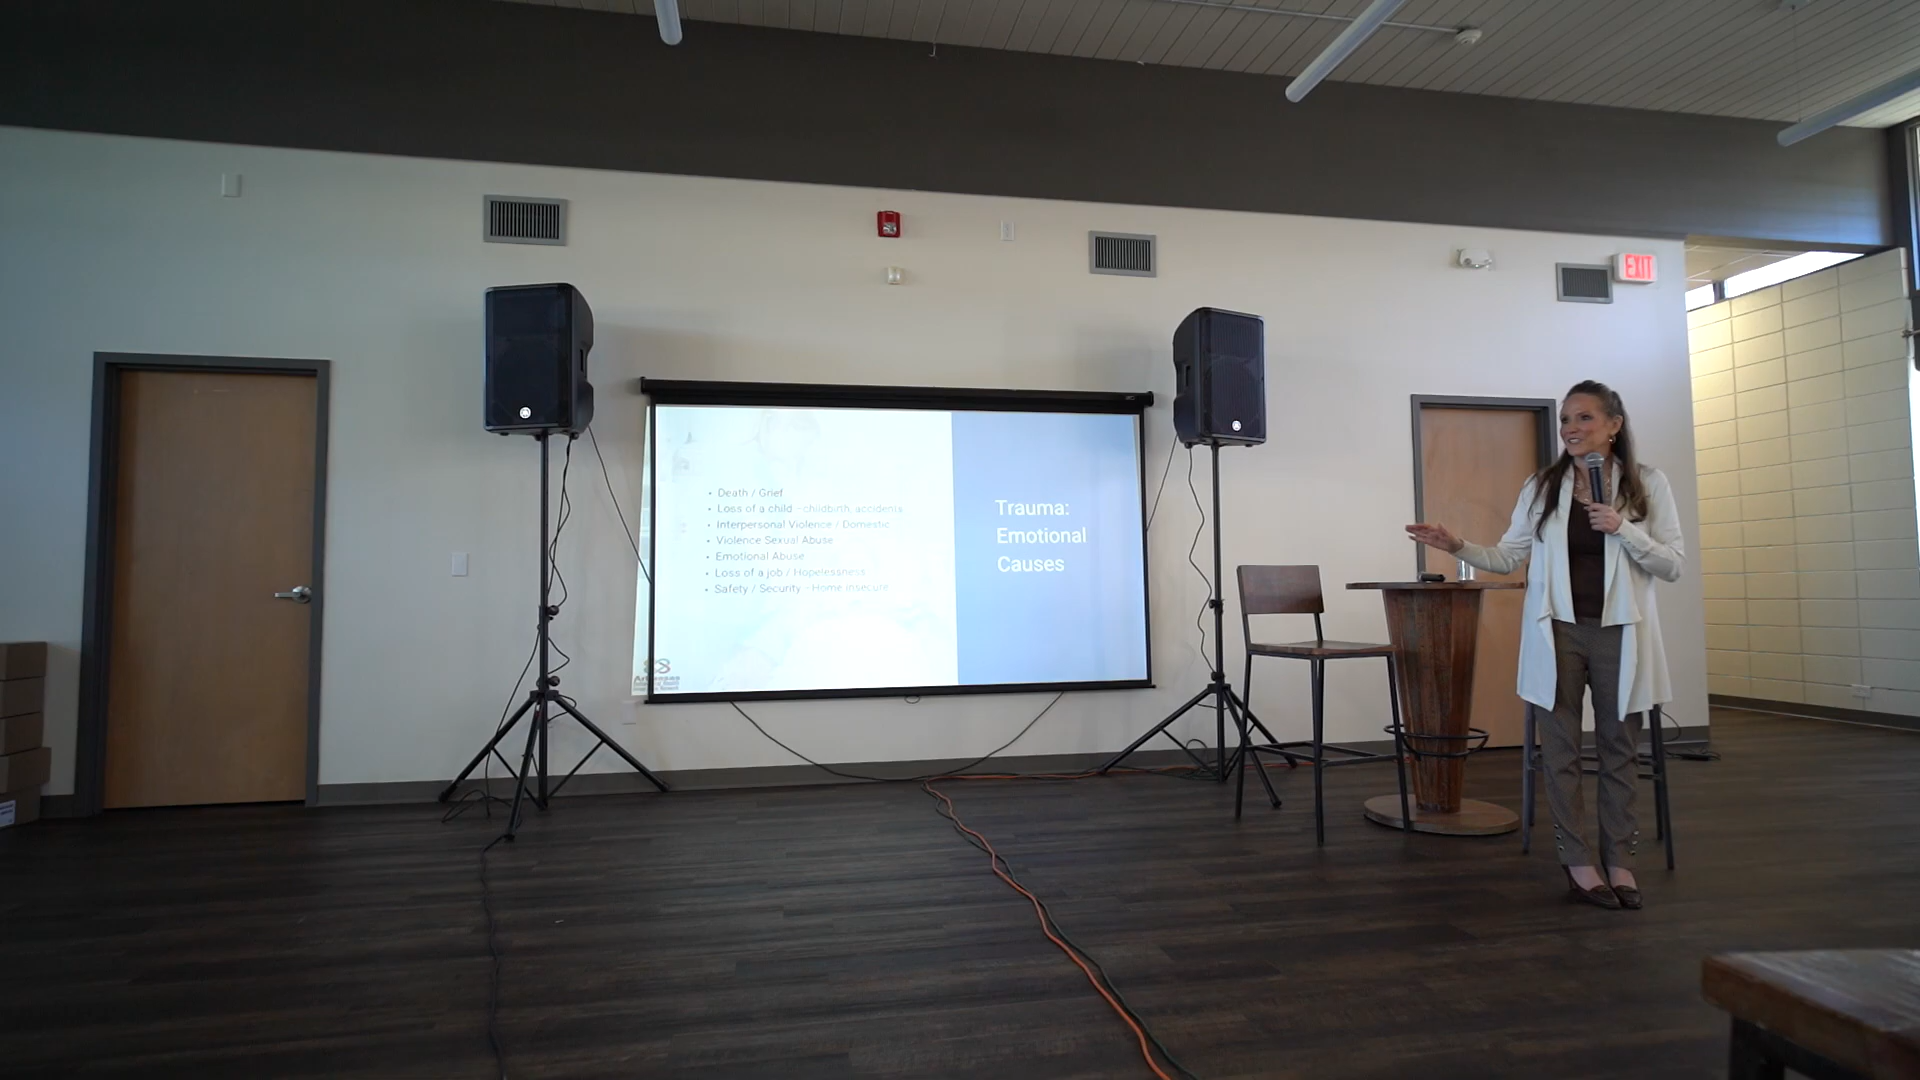 EXIT
• Death / Grief
• Loss of a child - childbirth, accidents
• Interpersonal Violence / Domestic
• Violence Sexual Abuse
• Emotional Abuse
• Loss of a job / Hopelessness
• Safety / Security - Home insecure
Trauma:
Emotional
Causes
Arkansas